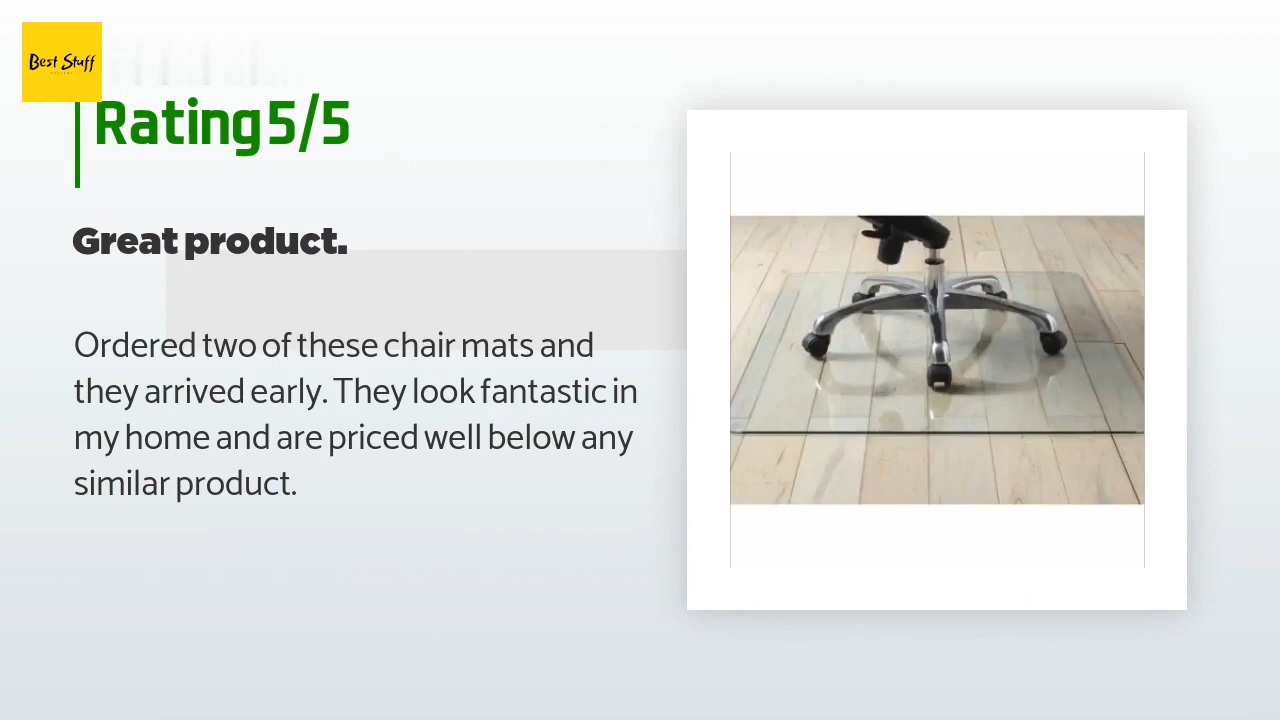 Best Stuff
Rating 5/5
Great product.
Ordered two of these chair mats and
they arrived early. They look fantastic in
my home and are priced well below any
similar product.